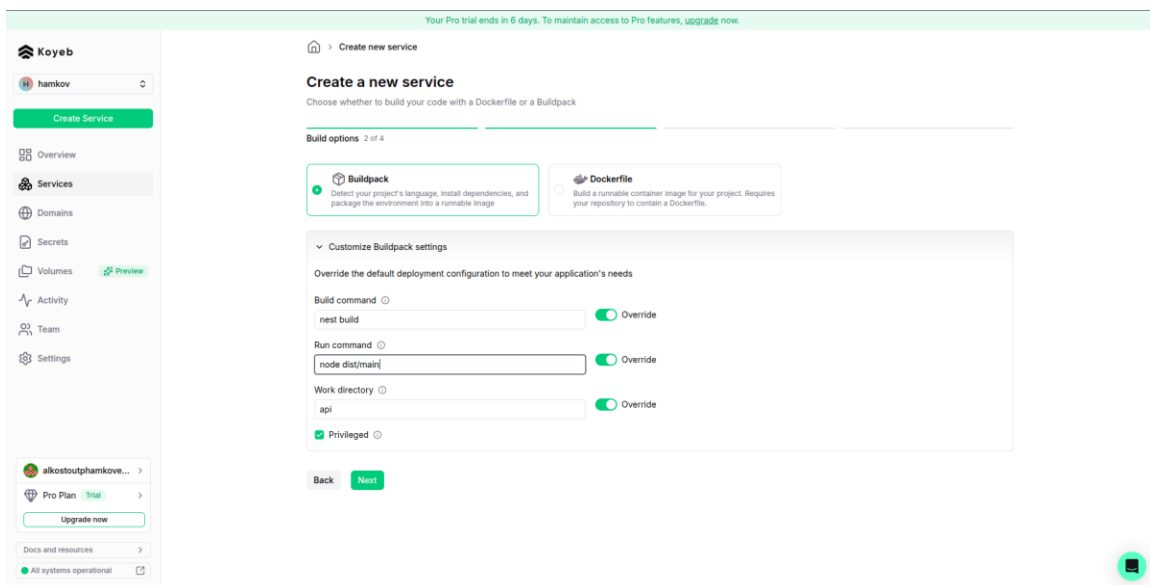 Your Pro trial ends in 6 days. To maintain access to Pro features, upgrade now.
Koyeb
H hamkov
Create Service
Overview
Services
Domains
Secrets
Volumes Preview
Activity
Team
Settings
alkostoutphamkove...
Pro Plan Trial
Upgrade now
Docs and resources
All systems operational
Create new service
Create a new service
Choose whether to build your code with a Dockerfile or a Buildpack
Build options 2 of 4
Buildpack
Detect your project's language, install dependencies, and
package the environment into a runnable image
Dockerfile
Build a runnable container image for your project. Requires
your repository to contain a Dockerfile.
Customize Buildpack settings
Override the default deployment configuration to meet your application's needs
Build command
nest build
Override
Run command
node dist/main
Override
Work directory
api
Override
Privileged
Back
Next